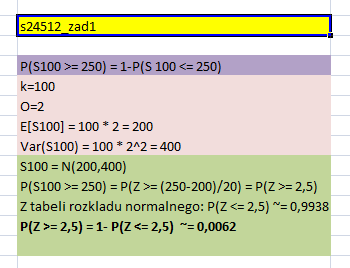 s24512_zad1
P(S100 >= 250) = 1-P(S 100 <= 250)
k=100
O=2
E[S100] = 100 * 2 = 200
Var(S100) = 100 * 2^2 = 400
S100 = N(200,400)
P(S100 >= 250) = P(Z >= (250-200)/20) = P(Z >= 2,5)
Z tabeli rozkladu normalnego: P(Z <= 2,5) ~= 0,9938
P(Z >= 2,5) = 1- P(Z <= 2,5)  ~= 0,0062